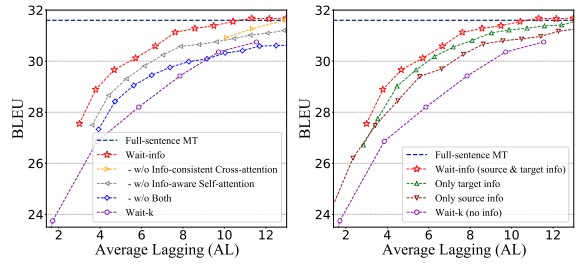 32
30
28
26
24
BLEU
2
4
6
8
10
12
Average Lagging (AL)
Full-sentence MT
Wait-info
- w/o Info-consistent Cross-attention
- w/o Info-aware Self-attention
- w/o Both
Wait-k
32
30
28
26
24
BLEU
2
4
6
8
10
12
Average Lagging (AL)
Full-sentence MT
Wait-info (source & target info)
Only target info
Only source info
Wait-k (no info)